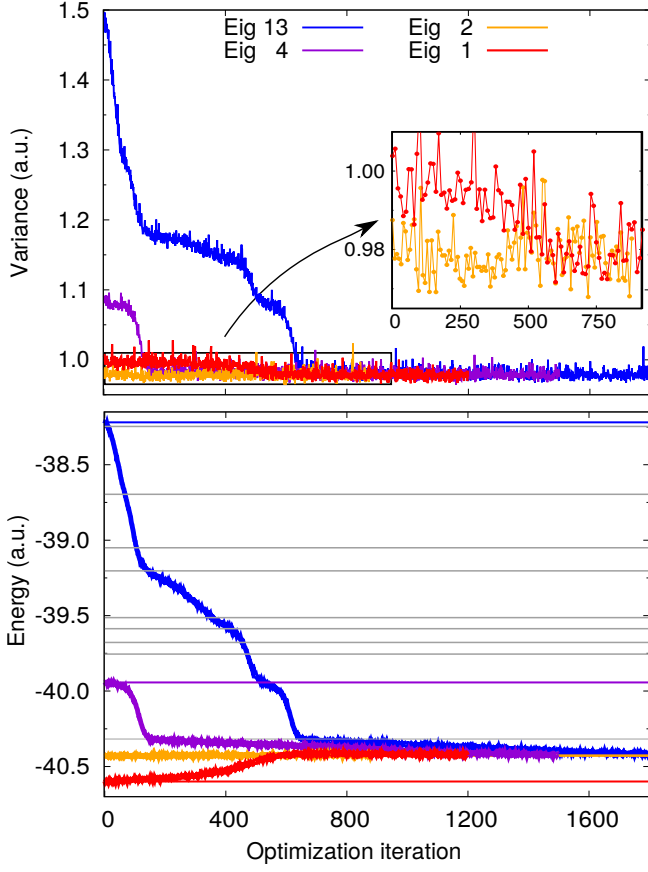 1.5
1.4
1.3
1.2
1.1
1.0
Variance (a.u.)
Eig 13
Eig 2
Eig 4
Eig 1
1.00
0.98
0 250 500 750
-38.5
-39.0
-39.5
-40.0
-40.5
Energy (a.u.)
0 400 800 1200 1600
Optimization iteration